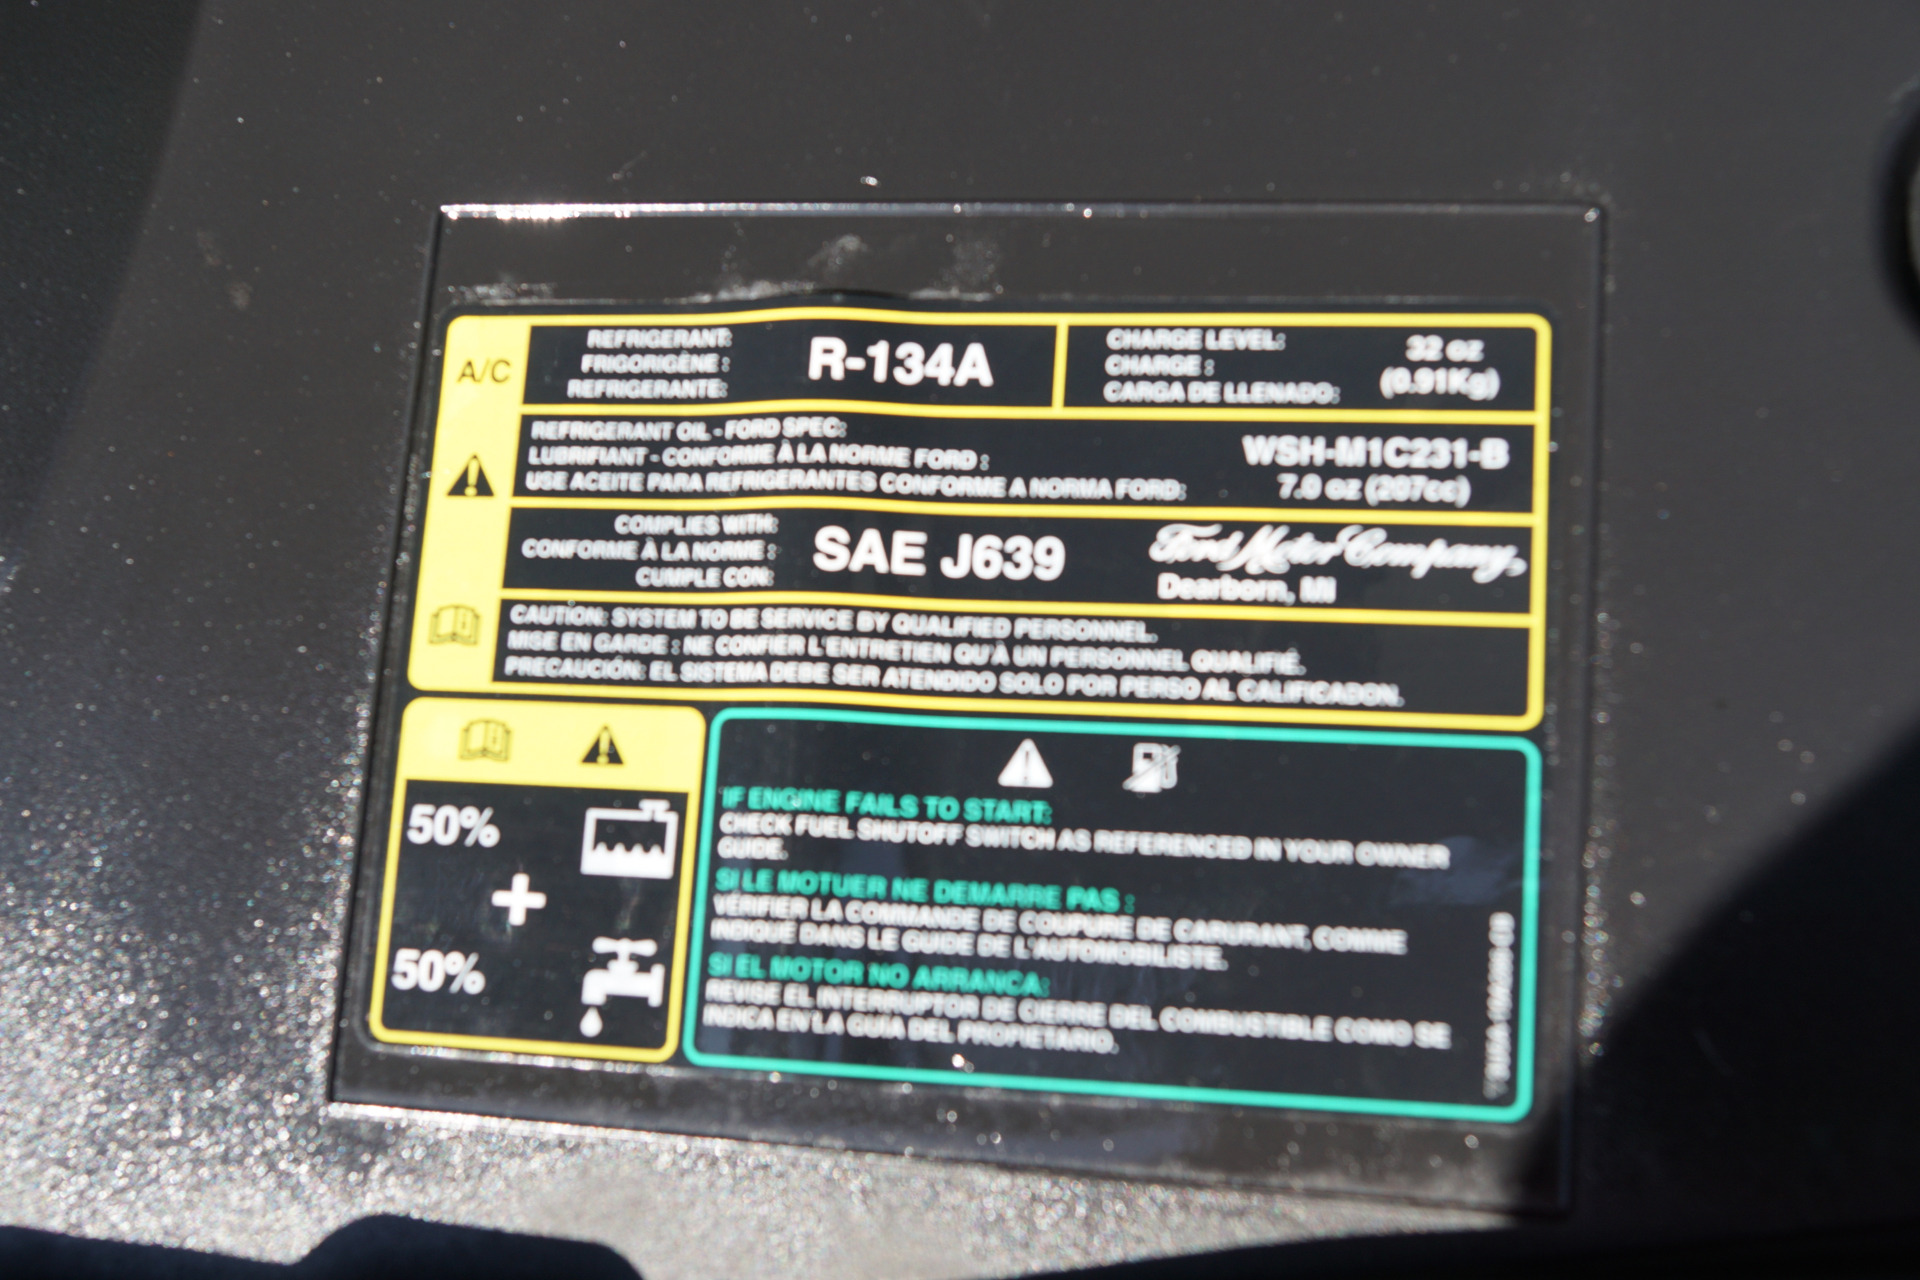 A/C
REFRIGERANT:
FRIGORIGÈNE :
REFRIGERANTE:
R-134A
CHARGE LEVEL:
CHARGE :
CARGA DE LLENADO:
32 oz
(0.91Kg)
REFRIGERANT OIL - FORD SPEC:
LUBRIFIANT - CONFORME À LA NORME FORD :
USE ACEITE PARA REFRIGERANTES CONFORME A NORMA FORD:
WSH-M1C231-B
7.0 oz (207cc)
COMPLIES WITH:
CONFORME À LA NORME :
CUMPLE CON:
SAE J639
Ford Motor Company,
Dearborn, MI
CAUTION: SYSTEM TO BE SERVICE BY QUALIFIED PERSONNEL.
MISE EN GARDE : NE CONFIER L'ENTRETIEN QU'À UN PERSONNEL QUALIFIÉ.
PRECAUCIÓN: EL SISTEMA DEBE SER ATENDIDO SOLO POR PERSO AL CALIFICADON.
50%
+
50%
IF ENGINE FAILS TO START:
CHECK FUEL SHUTOFF SWITCH AS REFERENCED IN YOUR OWNER
GUIDE.
SI LE MOTUER NE DEMARRE PAS :
VÉRIFIER LA COMMANDE DE COUPURE DE CARURANT, COMME
INDIQUÉ DANS LE GUIDE DE L'AUTOMOBILISTE.
SI EL MOTOR NO ARRANCA:
REVISE EL INTERRUPTOR DE CIERRE DEL COMBUSTIBLE COMO SE
INDICA EN LA GUIA DEL PROPIETARIO.